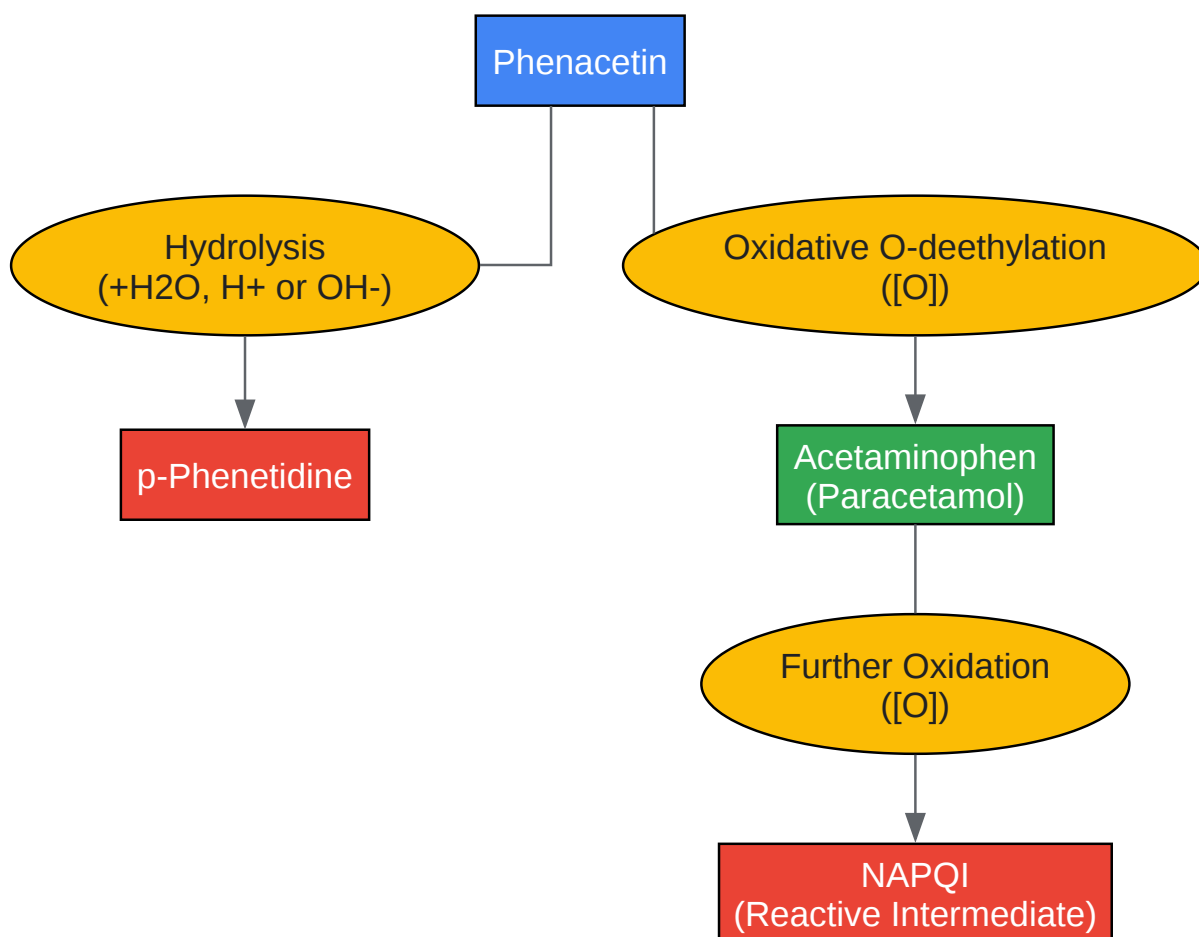 Phenacetin
Hydrolysis
(+H2O, H+ or OH-)
Oxidative O-deethylation
([O])
p-Phenetidine
Acetaminophen
(Paracetamol)
Further Oxidation
([O])
NAPQI
(Reactive Intermediate)